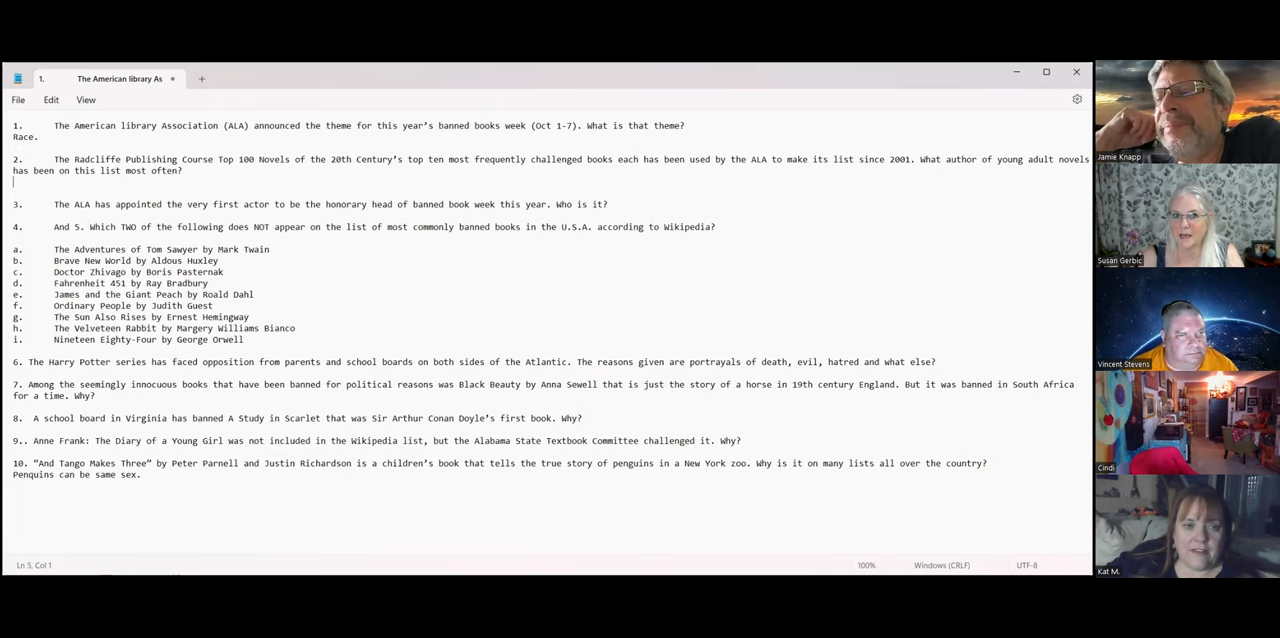 1. The American library As
File Edit View
1. The American library Association (ALA) announced the theme for this year’s banned books week (Oct 1-7). What is that theme?
Race.
2. The Radcliffe Publishing Course Top 100 Novels of the 20th Century’s top ten most frequently challenged books each has been used by the ALA to make its list since 2001. What author of young adult novels
has been on this list most often?
3. The ALA has appointed the very first actor to be the honorary head of banned book week this year. Who is it?
4. And 5. Which TWO of the following does NOT appear on the list of most commonly banned books in the U.S.A. according to Wikipedia?
a. The Adventures of Tom Sawyer by Mark Twain
b. Brave New World by Aldous Huxley
c. Doctor Zhivago by Boris Pasternak
d. Fahrenheit 451 by Ray Bradbury
e. James and the Giant Peach by Roald Dahl
f. Ordinary People by Judith Guest
g. The Sun Also Rises by Ernest Hemingway
h. The Velveteen Rabbit by Margery Williams Bianco
i. Nineteen Eighty-Four by George Orwell
6. The Harry Potter series has faced opposition from parents and school boards on both sides of the Atlantic. The reasons given are portrayals of death, evil, hatred and what else?
7. Among the seemingly innocuous books that have been banned for political reasons was Black Beauty by Anna Sewell that is just the story of a horse in 19th century England. But it was banned in South Africa
for a time. Why?
8. A school board in Virginia has banned A Study in Scarlet that was Sir Arthur Conan Doyle’s first book. Why?
9.. Anne Frank: The Diary of a Young Girl was not included in the Wikipedia list, but the Alabama State Textbook Committee challenged it. Why?
10. “And Tango Makes Three” by Peter Parnell and Justin Richardson is a children’s book that tells the true story of penguins in a New York zoo. Why is it on many lists all over the country?
Penquins can be same sex.
Ln 5, Col 1 100% Windows (CRLF) UTF-8
Jamie Knapp
Susan Gerbic
Vincent Stevens
Cindi
Kat M.